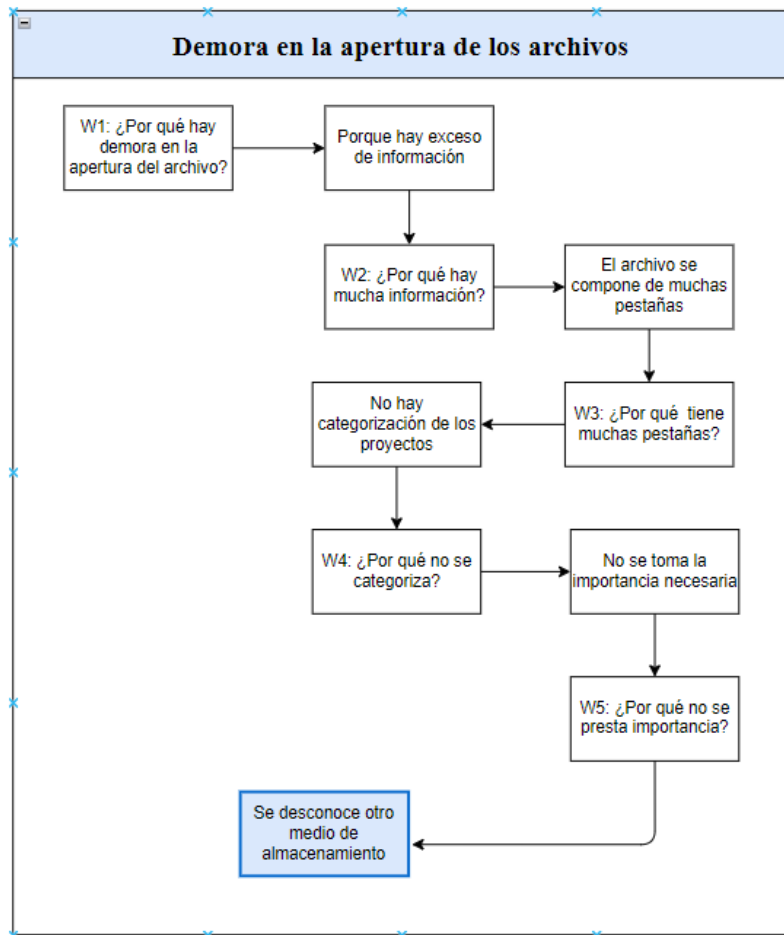 Demora en la apertura de los archivos
W1: ¿Por qué hay
demora en la
apertura del archivo?
Porque hay exceso
de información
W2: ¿Por qué hay
mucha información?
El archivo se
compone de muchas
pestañas
W3: ¿Por qué  tiene
muchas pestañas?
No hay
categorización de los
proyectos
W4: ¿Por qué no se
categoriza?
No se toma la
importancia necesaria
W5: ¿Por qué no se
presta importancia?
Se desconoce otro
medio de
almacenamiento